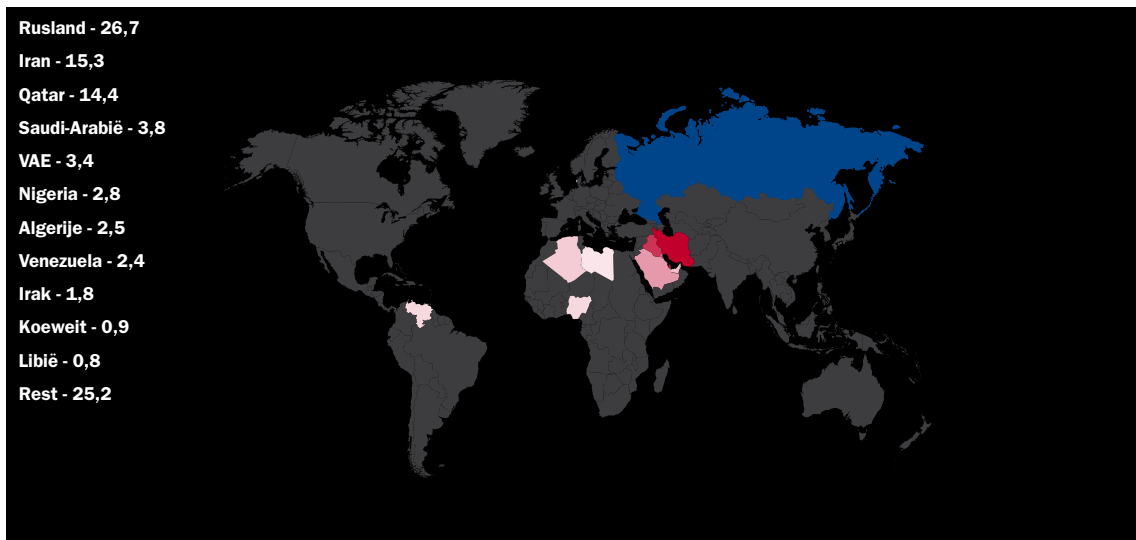 Rusland - 26,7
Iran - 15,3
Qatar - 14,4
Saudi-Arabië - 3,8
VAE - 3,4
Nigeria - 2,8
Algerije - 2,5
Venezuela - 2,4
Irak - 1,8
Koeweit - 0,9
Libië - 0,8
Rest - 25,2